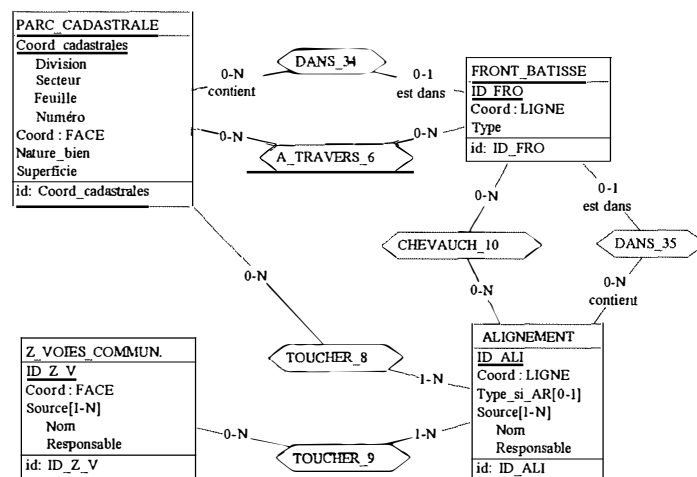 PARC_CADASTRALE
Coord_cadastrales
Division
Secteur
Feuille
Numéro
Coord : FACE
Nature_bien
Superficie
id: Coord_cadastrales
0-N
contient
DANS_34
0-1
est dans
0-N
A_TRAVERS_6
0-N
FRONT_BATISSE
ID_FRO
Coord : LIGNE
Type
id: ID_FRO
0-N
CHEVAUCH_10
0-N
0-1
est dans
DANS_35
0-N
contient
0-N
TOUCHER_8
1-N
Z_VOIES_COMMUN.
ID_Z_V
Coord : FACE
Source[1-N]
Nom
Responsable
id: ID_Z_V
0-N
TOUCHER_9
1-N
ALIGNEMENT
ID_ALI
Coord : LIGNE
Type_si_AR[0-1]
Source[1-N]
Nom
Responsable
id: ID_ALI